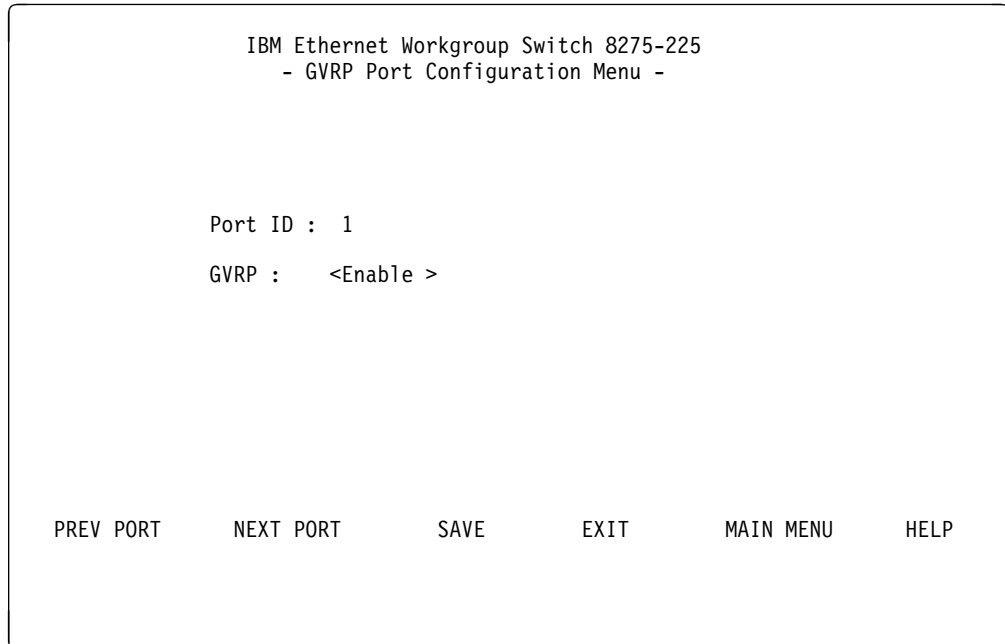 IBM Ethernet Workgroup Switch 8275-225
- GVRP Port Configuration Menu -
Port ID : 1
GVRP : <Enable >
PREV PORT NEXT PORT SAVE EXIT MAIN MENU HELP